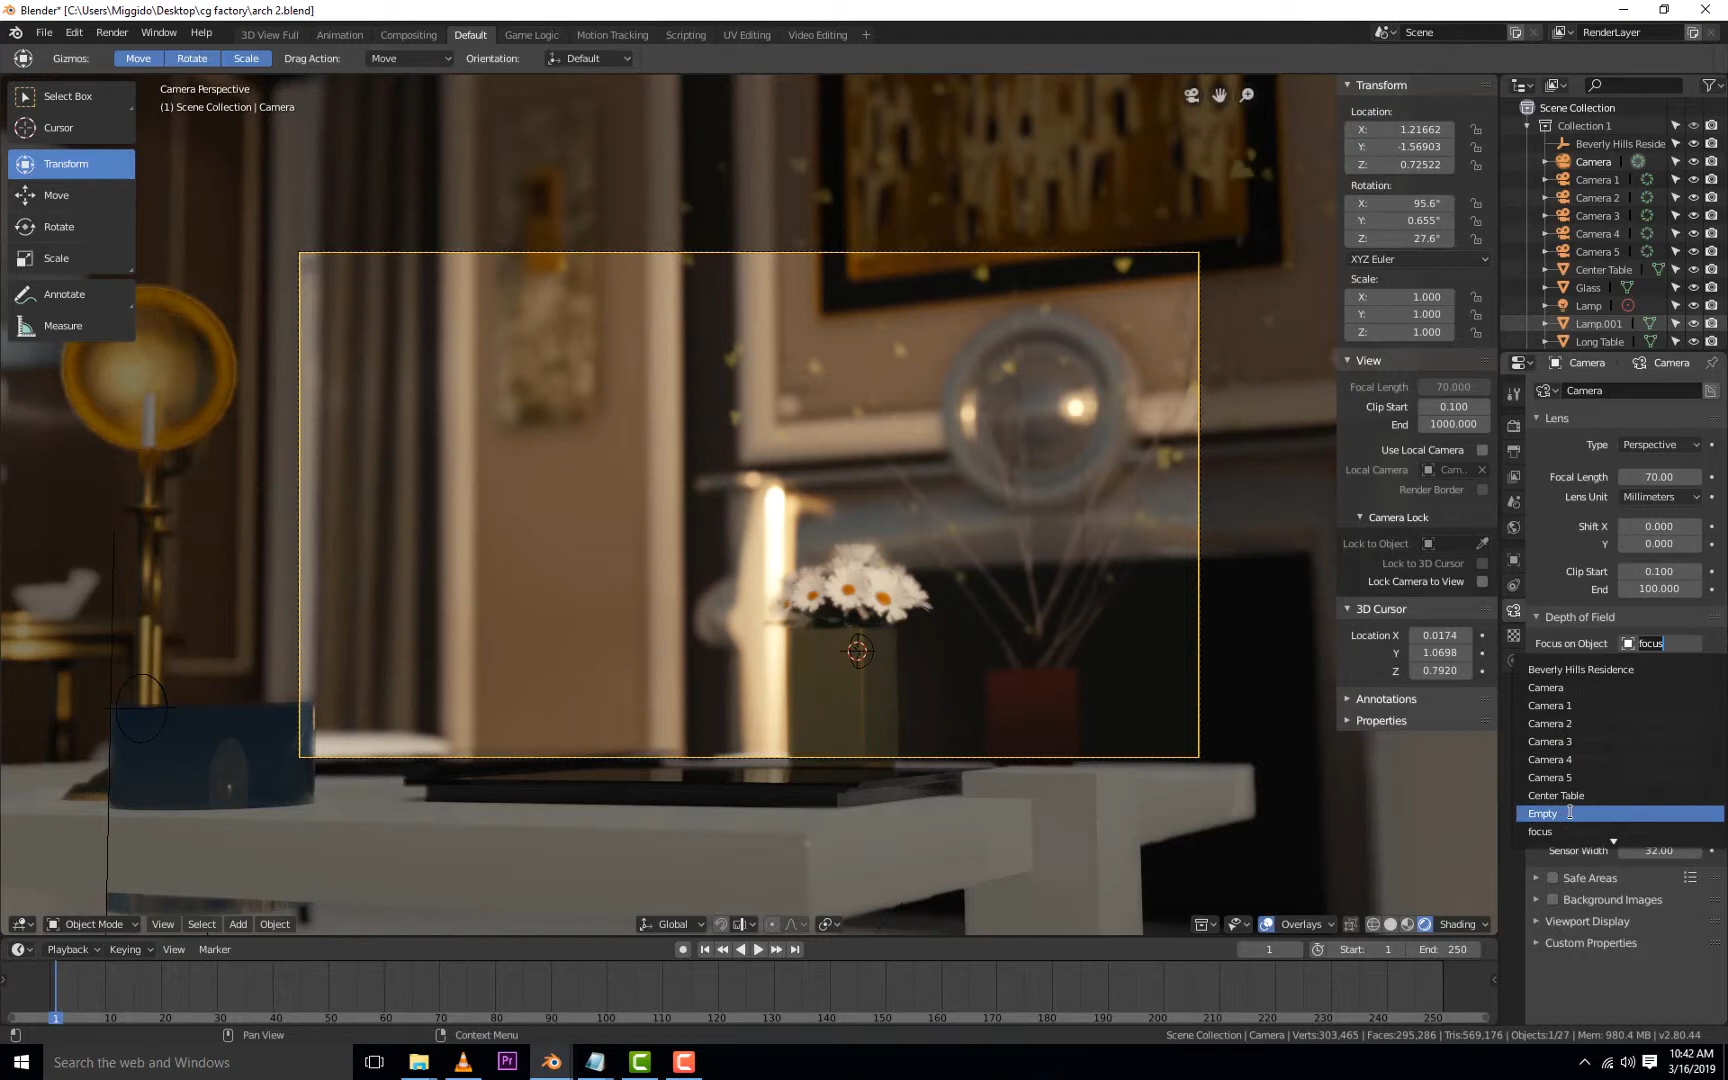 Blender* [C:\Users\Miggido\Desktop\cg factory\arch 2.blend]
File Edit Render Window Help
3D View Full Animation Compositing Default Game Logic Motion Tracking Scripting UV Editing Video Editing +
Scene
RenderLayer
Gizmos: Move Rotate Scale Drag Action: Move Orientation: Default
Select Box
Cursor
Transform
Move
Rotate
Scale
Annotate
Measure
Camera Perspective
(1) Scene Collection | Camera
Transform
Location:
X: 1.21662
Y: -1.56903
Z: 0.72522
Rotation:
X: 95.6°
Y: 0.655°
Z: 27.6°
XYZ Euler
Scale:
X: 1.000
Y: 1.000
Z: 1.000
View
Focal Length 70.000
Clip Start 0.100
End 1000.000
Use Local Camera
Local Camera Cam..
Render Border
Camera Lock
Lock to Object
Lock to 3D Cursor
Lock Camera to View
3D Cursor
Location X 0.0174
Y 1.0698
Z 0.7920
Annotations
Properties
Scene Collection
Collection 1
Beverly Hills Reside
Camera
Camera 1
Camera 2
Camera 3
Camera 4
Camera 5
Center Table
Glass
Lamp
Lamp.001
Long Table
Camera Camera
Camera
Lens
Type Perspective
Focal Length 70.00
Lens Unit Millimeters
Shift X 0.000
Y 0.000
Clip Start 0.100
End 100.000
Depth of Field
Focus on Object focus
Beverly Hills Residence
Camera
Camera 1
Camera 2
Camera 3
Camera 4
Camera 5
Center Table
Empty
focus
Sensor Width 32.00
Safe Areas
Background Images
Viewport Display
Custom Properties
Object Mode View Select Add Object
Global
Overlays
Shading
Playback Keying View Marker
1 Start: 1 End: 250
1 10 20 30 40 50 60 70 80 90 100 110 120 130 140 150 160 170 180 190 200 210 220 230 240 250
Pan View
Context Menu
Scene Collection | Camera | Verts:303,465 | Faces:295,286 | Tris:569,176 | Objects:1/27 | Mem: 980.4 MB | v2.80.44
Search the web and Windows
Pr
C
C
10:42 AM
3/16/2019